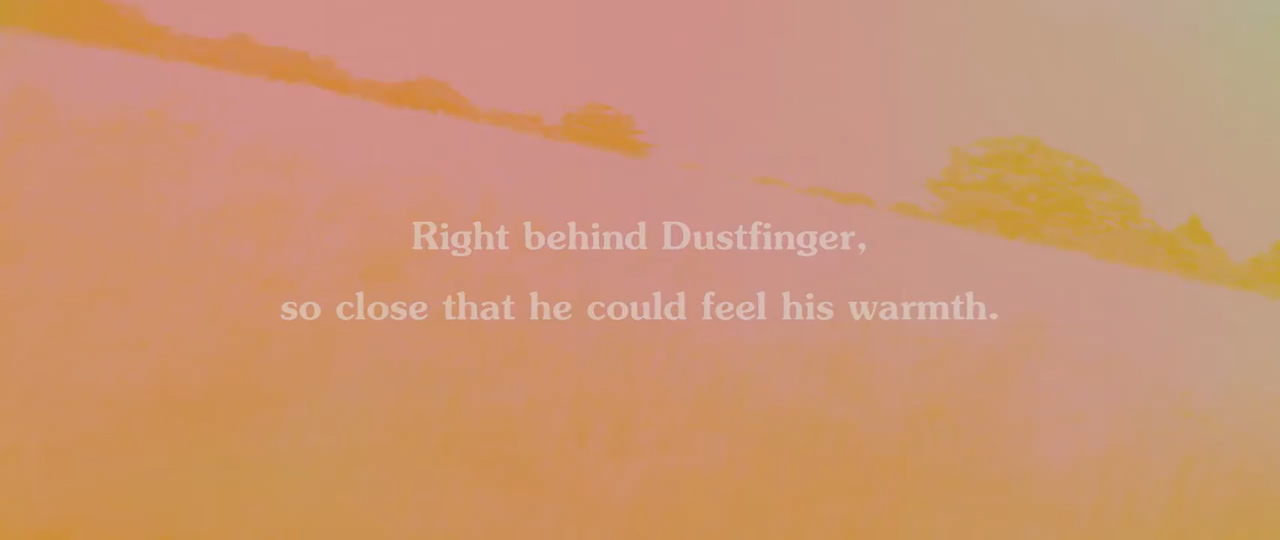 Right behind Dustfinger,
so close that he could feel his warmth.